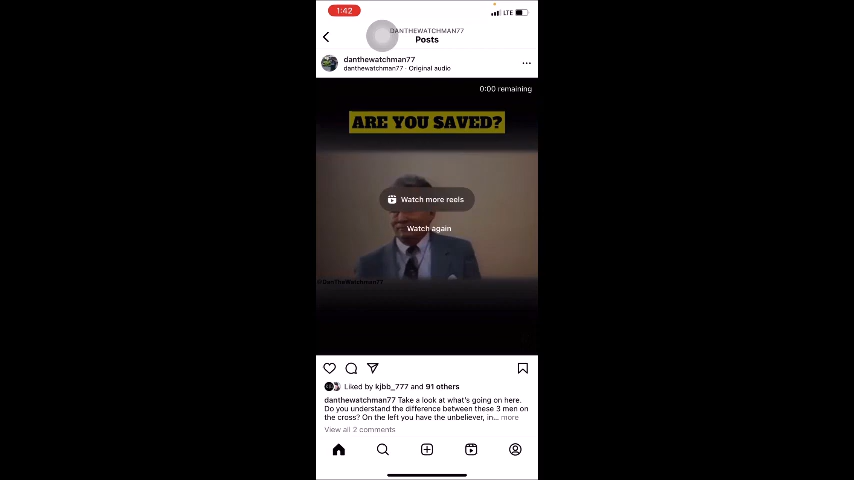 1:42
LTE
DANTHEWATCHMAN77
Posts
danthewatchman77
danthewatchman77 · Original audio
0:00 remaining
ARE YOU SAVED?
Watch more reels
Watch again
@DanTheWatchman77
Liked by kjbb_777 and 91 others
danthewatchman77 Take a look at what's going on here.
Do you understand the difference between these 3 men on
the cross? On the left you have the unbeliever, in... more
View all 2 comments